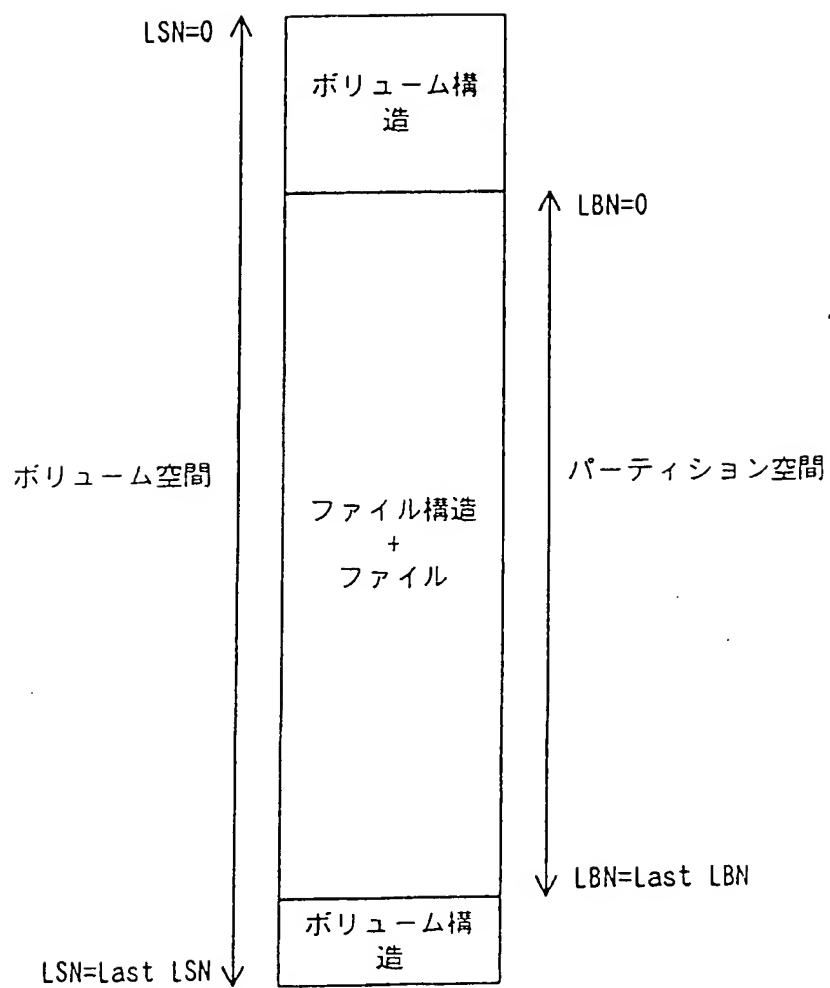 LSN=0
ボリューム構
造
LBN=0
ボリューム空間
パーティション空間
ファイル構造
+
ファイル
LBN=Last LBN
ボリューム構
造
LSN=Last LSN